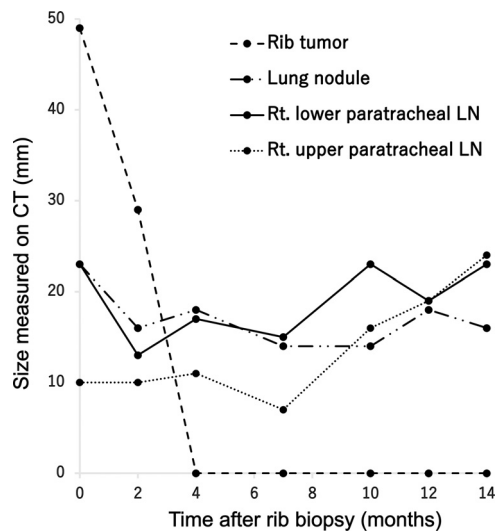 50
40
30
20
10
0
Size measured on CT (mm)
Rib tumor
Lung nodule
Rt. lower paratracheal LN
Rt. upper paratracheal LN
0 2 4 6 8 10 12 14
Time after rib biopsy (months)